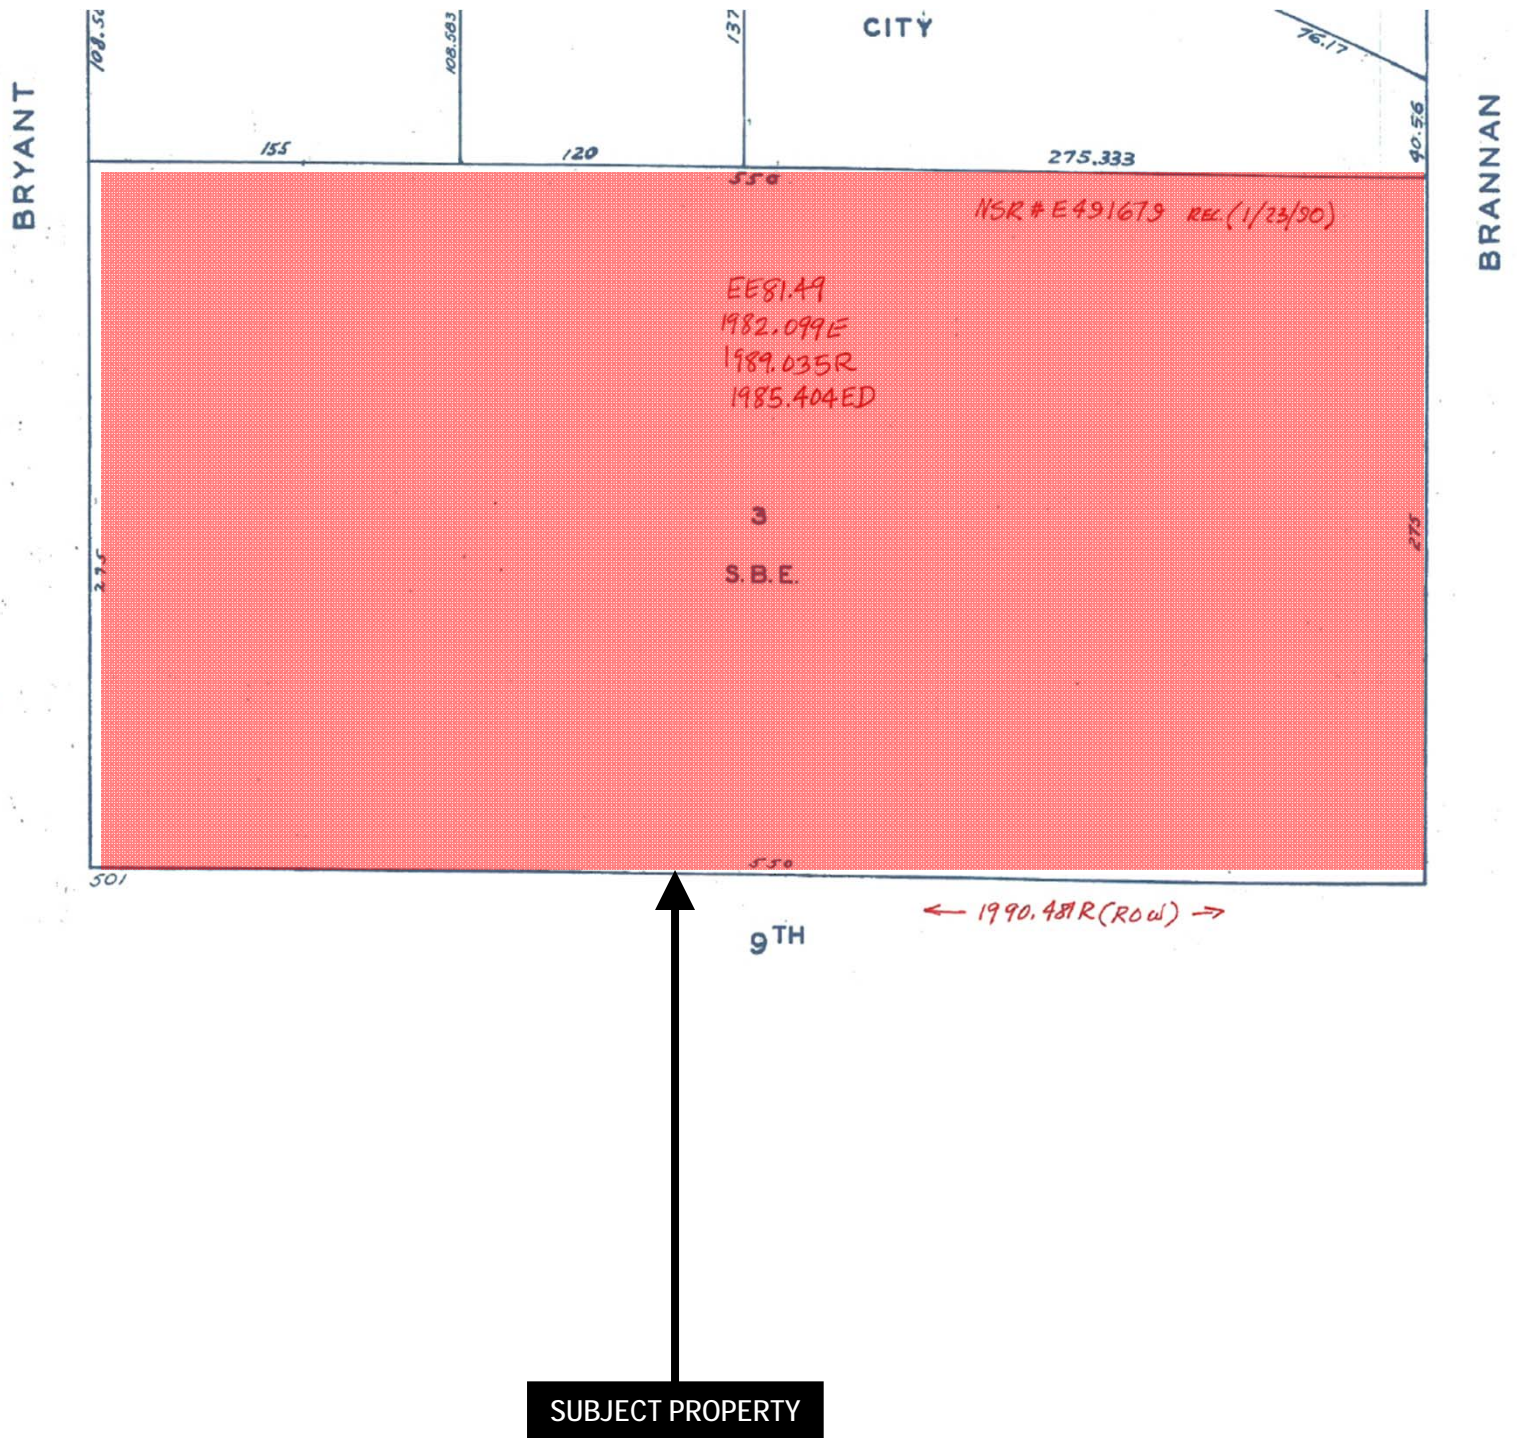 CITY
108.583
137
76.17
BRYANT
BRANNAN
40.56
155
120
275.333
550
NSR # E491679 REC. (1/23/90)
EE81.49
1982.099E
1989.035R
1985.404ED
3
S.B.E.
275
275
550
501
← 1990.481R (ROW) →
9TH
SUBJECT PROPERTY